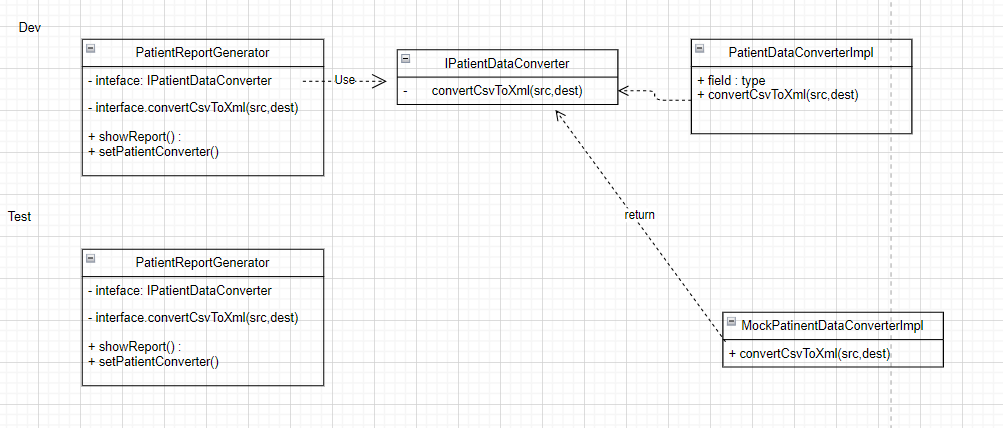 Dev
PatientReportGenerator
- inteface: IPatientDataConverter
- interface.convertCsvToXml(src,dest)
+ showReport() :
+ setPatientConverter()
Use
IPatientDataConverter
- convertCsvToXml(src,dest)
PatientDataConverterImpl
+ field : type
+ convertCsvToXml(src,dest)
return
Test
PatientReportGenerator
- inteface: IPatientDataConverter
- interface.convertCsvToXml(src,dest)
+ showReport() :
+ setPatientConverter()
MockPatinentDataConverterImpl
+ convertCsvToXml(src,dest)